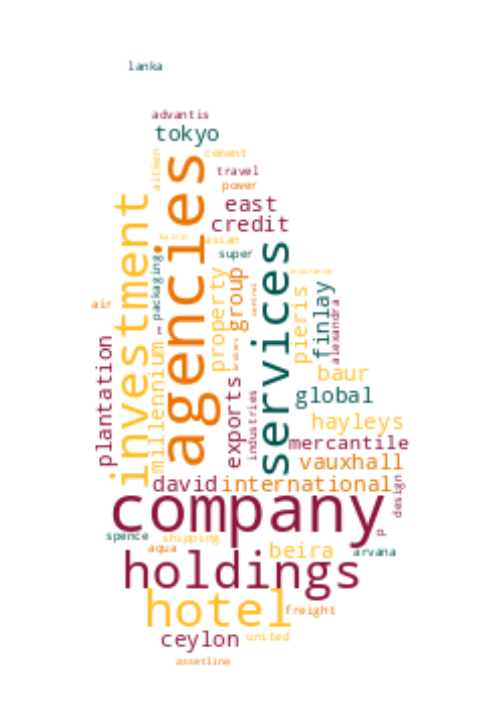 lanka
advantis
tokyo
cement
aitken
travel
power
east
credit
asian
super
investment
agencies
services
packaging
property
group
insurance
pieris
finlay
alexandra
air
plantation
millennium
exports
industries
brokers
control
baur
global
hayleys
mercantile
vauxhall
david
international
design
company
p
spence
shipping
aqua
beira
arvana
holdings
hotel
freight
ceylon
united
assetline